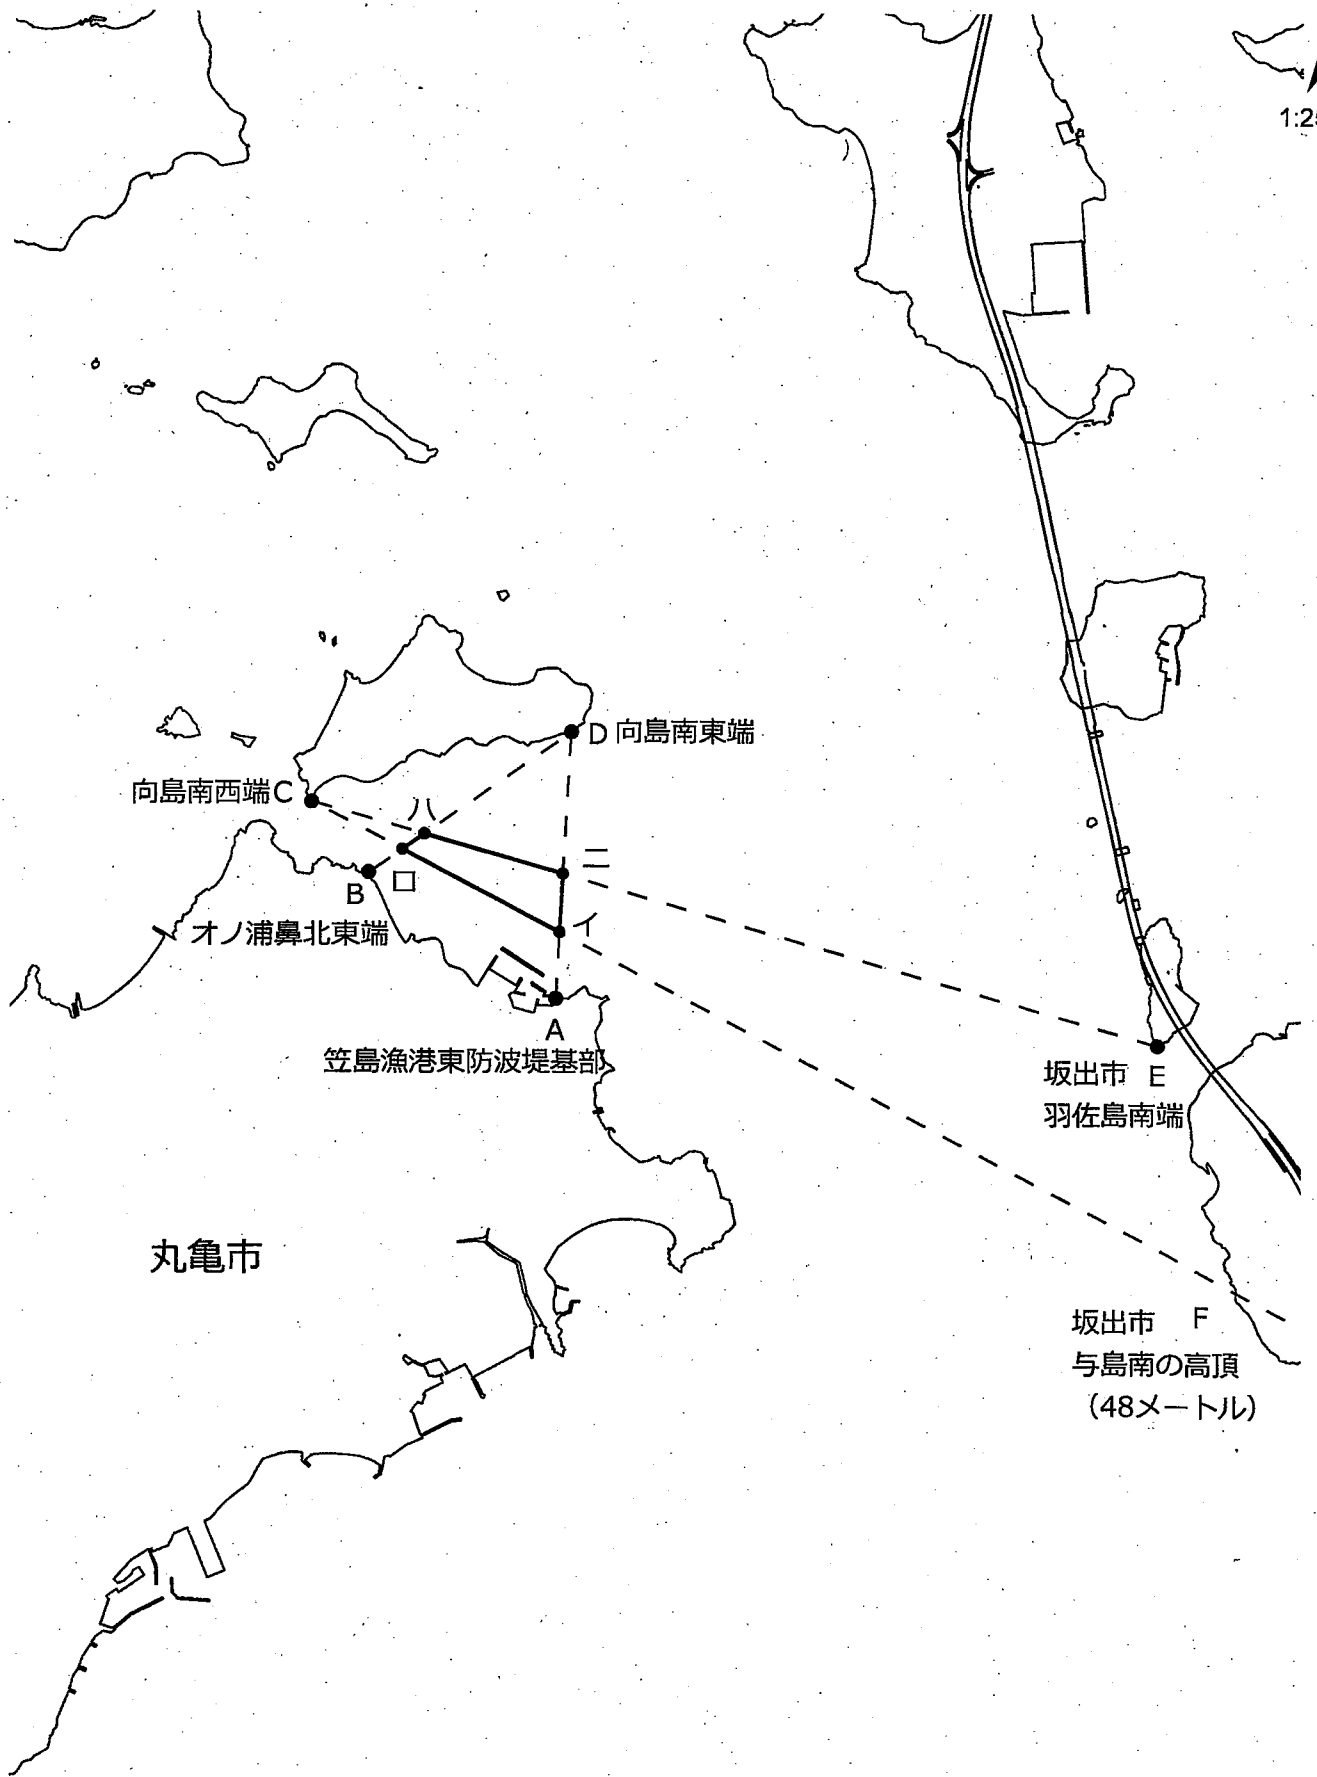 1:25
D 向島南東端
向島南西端C
ハ
ニ
B ロ
イ
オノ浦鼻北東端
A
笠島漁港東防波堤基部
坂出市 E
羽佐島南端
丸亀市
坂出市 F
与島南の高頂
（48メートル）